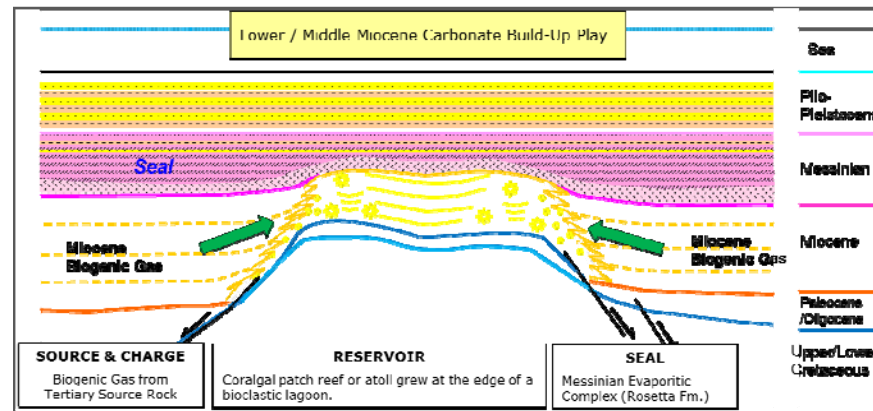 Lower / Middle Miocene Carbonate Build-Up Play
Sea
Plio-
Pleistocene
Seal
Messinian
Miocene
Biogenic Gas
Miocene
Biogenic Gas
Miocene
Paleocene
/Oligocene
SOURCE & CHARGE
Biogenic Gas from
Tertiary Source Rock
RESERVOIR
Coralgal patch reef or atoll grew at the edge of a
bioclastic lagoon.
SEAL
Messinian Evaporitic
Complex (Rosetta Fm.)
Upper/Lowe
Cretaceous